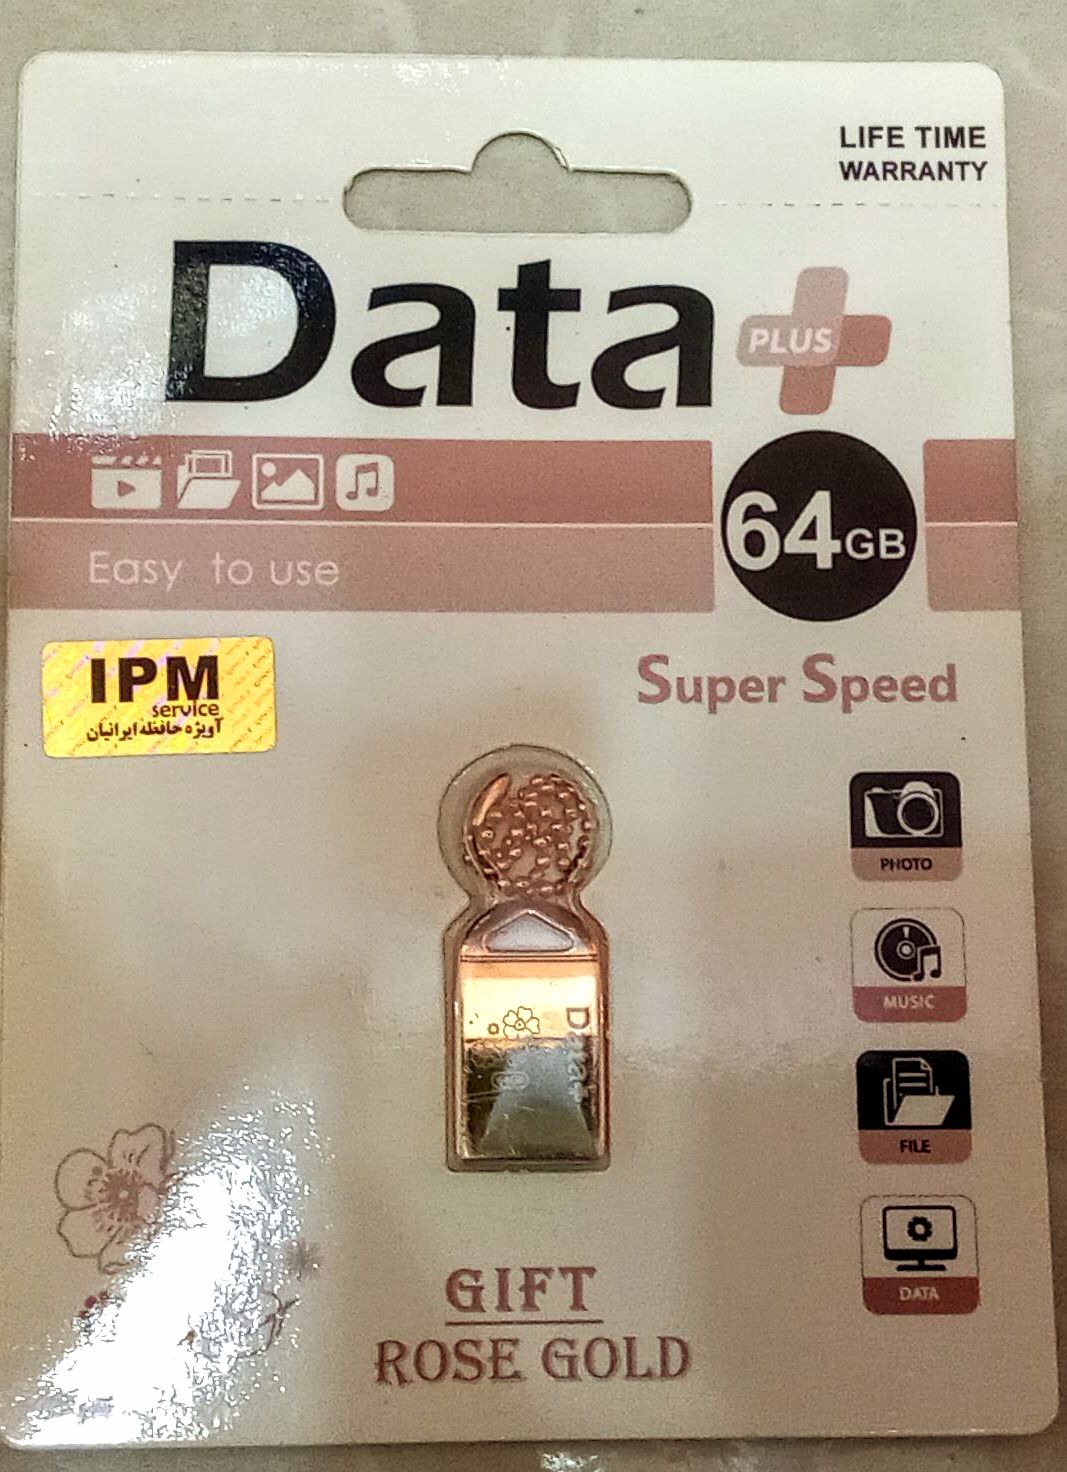 LIFE TIME
WARRANTY
Data
PLUS
64GB
Easy to use
IPM
service
آویژه حافظه ایرانیان
Super Speed
PHOTO
MUSIC
FILE
DATA
GIFT
ROSE GOLD